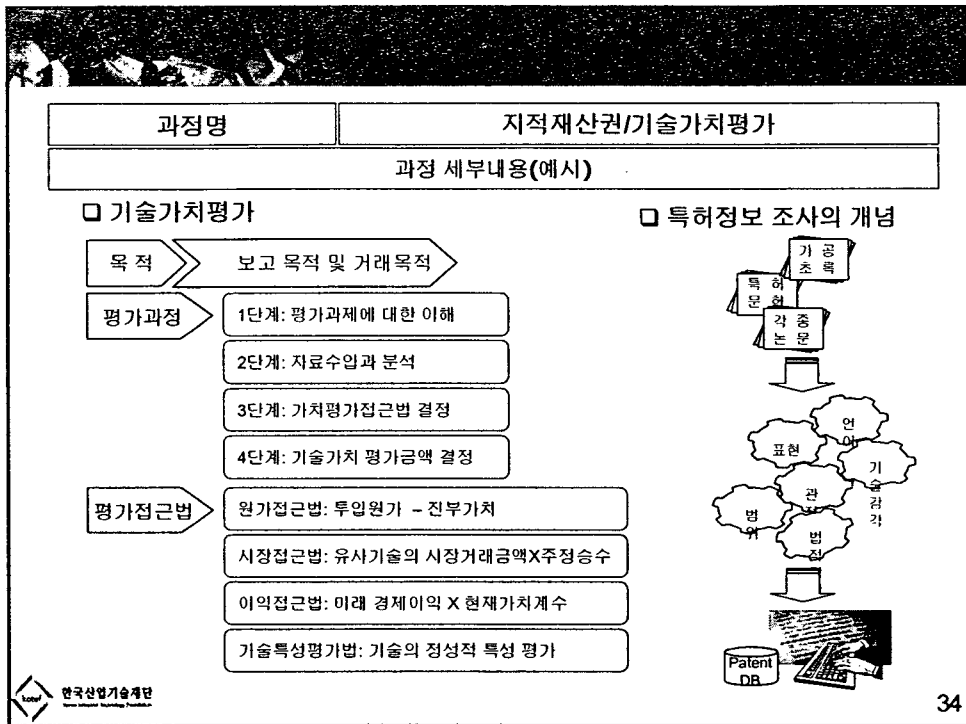 과정명
지적재산권/기술가치평가
과정 세부내용(예시)
❑ 기술가치평가
목 적
보고 목적 및 거래목적
평가과정
1단계: 평가과제에 대한 이해
2단계: 자료수입과 분석
3단계: 가치평가접근법 결정
4단계: 기술가치 평가금액 결정
평가접근법
원가접근법: 투입원가 – 진부가치
시장접근법: 유사기술의 시장거래금액X주정승수
이익접근법: 미래 경제이익 X 현재가치계수
가술특성평가법: 기술의 정성적 특성 평가
❑ 특허정보 조사의 개념
가 공
초 록
특 허
문 헌
각 종
논 문
언
어
표현
기
술
감
각
관
범
위
법
적
Patent
DB
kotef
한국산업기술재단
34